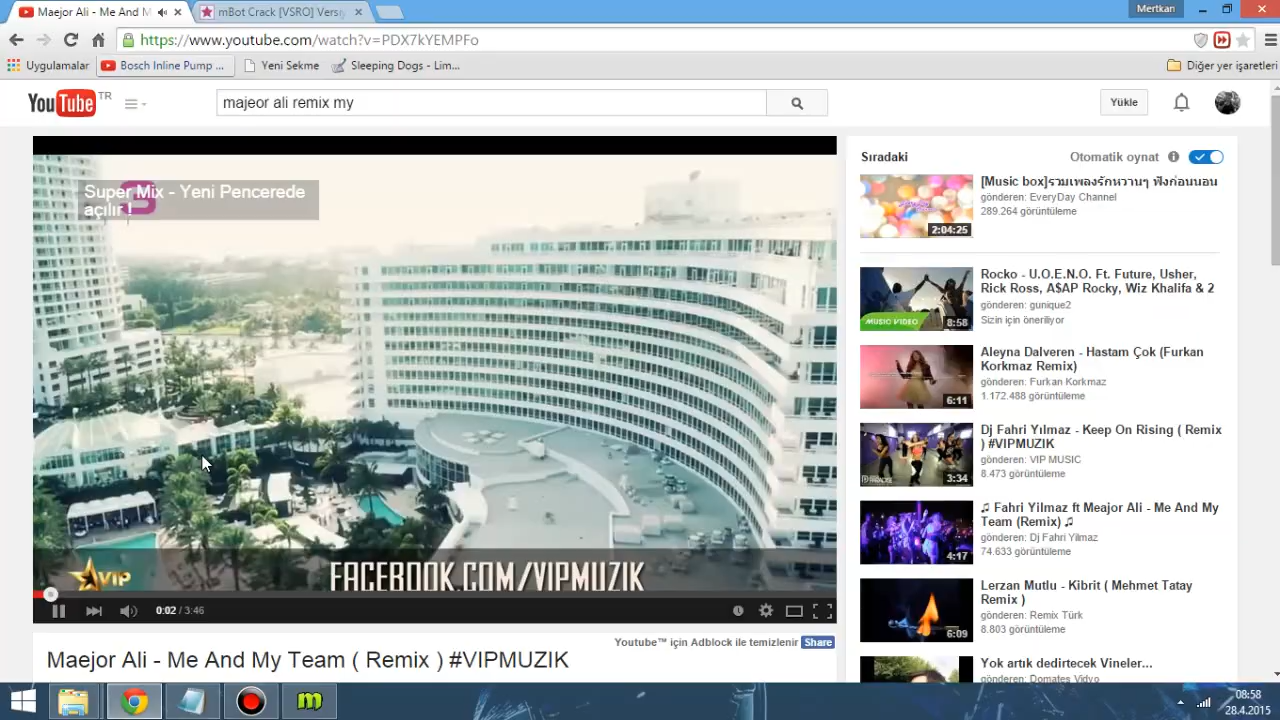 Maejor Ali - Me And M
mBot Crack [VSRO] Versiy
Mertkan
https://www.youtube.com/watch?v=PDX7kYEMPFo
Uygulamalar
Bosch Inline Pump ...
Yeni Sekme
Sleeping Dogs - Lim...
Diğer yer işaretleri
YouTube TR
majeor ali remix my
Yükle
Super Mix - Yeni Pencerede
açılır !
VIP
FACEBOOK.COM/VIPMUZIK
0:02 / 3:46
Youtube™ için Adblock ile temizlenir Share
Maejor Ali - Me And My Team ( Remix ) #VIPMUZIK
Sıradaki
Otomatik oynat
[Music box]รวมเพลงรักหวานๆ ฟังก่อนนอน
gönderen: EveryDay Channel
289.264 görüntüleme
2:04:25
Rocko - U.O.E.N.O. Ft. Future, Usher,
Rick Ross, A$AP Rocky, Wiz Khalifa & 2
gönderen: gunique2
Sizin için öneriliyor
MUSIC VIDEO
8:58
Aleyna Dalveren - Hastam Çok (Furkan
Korkmaz Remix)
gönderen: Furkan Korkmaz
1.172.488 görüntüleme
6:11
Dj Fahri Yılmaz - Keep On Rising ( Remix
) #VIPMUZIK
gönderen: VIP MUSIC
8.473 görüntüleme
3:34
♫ Fahri Yilmaz ft Meajor Ali - Me And My
Team (Remix) ♫
gönderen: Dj Fahri Yilmaz
74.633 görüntüleme
4:17
Lerzan Mutlu - Kibrit ( Mehmet Tatay
Remix )
gönderen: Remix Türk
8.803 görüntüleme
6:09
Yok artık dedirtecek Vineler...
gönderen: Domates Vidyo
08:58
28.4.2015